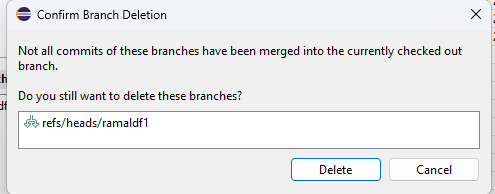 Confirm Branch Deletion
Not all commits of these branches have been merged into the currently checked out
branch.
Do you still want to delete these branches?
refs/heads/ramaldf1
Delete
Cancel